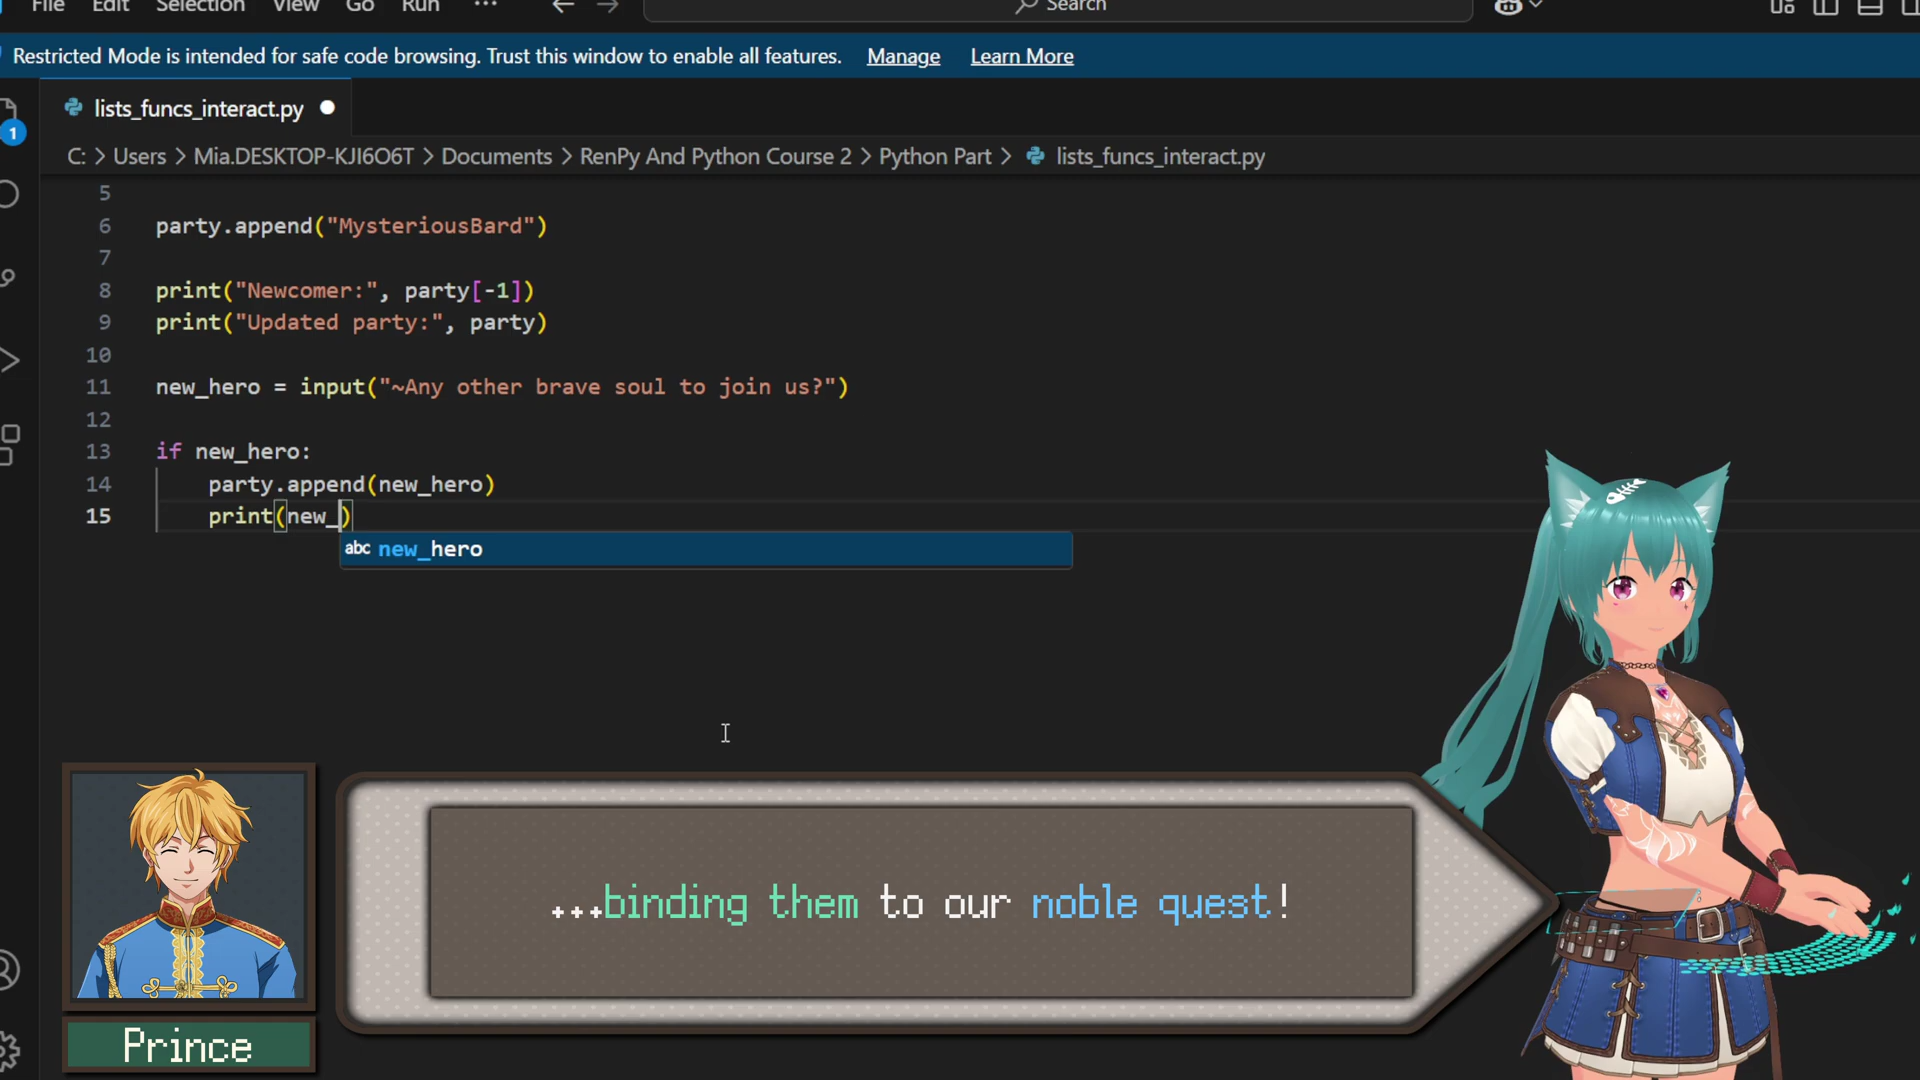 File Edit Selection View Go Run ... Search
Restricted Mode is intended for safe code browsing. Trust this window to enable all features. Manage Learn More
lists_funcs_interact.py
1
C: > Users > Mia.DESKTOP-KJI6O6T > Documents > RenPy And Python Course 2 > Python Part > lists_funcs_interact.py
5
6 party.append("MysteriousBard")
7
8 print("Newcomer:", party[-1])
9 print("Updated party:", party)
10
11 new_hero = input("~Any other brave soul to join us?")
12
13 if new_hero:
14 party.append(new_hero)
15 print(new_)
abc new_hero
...binding them to our noble quest!
Prince